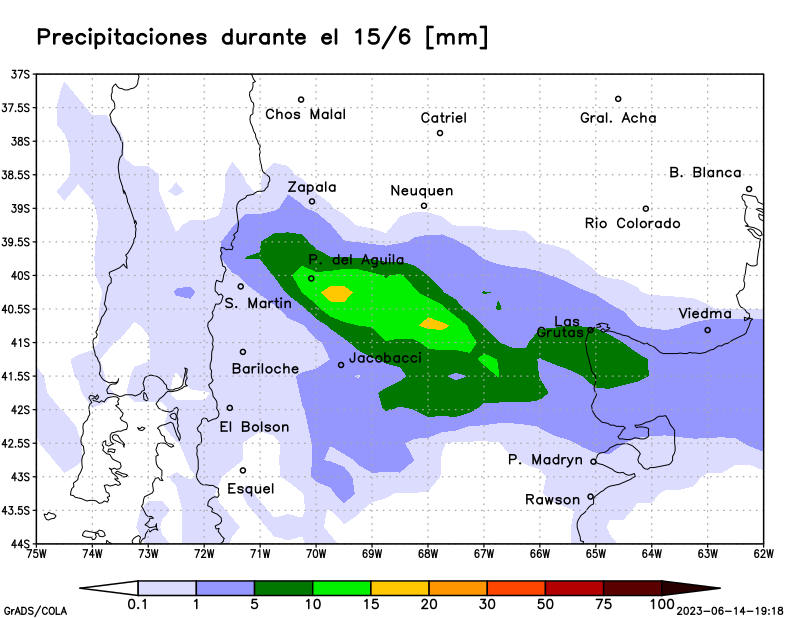 Precipitaciones durante el 15/6 [mm]
37S
37.5S
Chos Malal
Catriel
Gral. Acha
38S
38.5S
B. Blanca
Zapala
Neuquen
39S
Rio Colorado
39.5S
P. del Aguila
40S
S. Martin
40.5S
Viedma
Las
Grutas
41S
Jacobacci
Bariloche
41.5S
42S
El Bolson
42.5S
P. Madryn
43S
Esquel
Rawson
43.5S
44S
75W 74W 73W 72W 71W 70W 69W 68W 67W 66W 65W 64W 63W 62W
0.1 1 5 10 15 20 30 50 75 100
GrADS/COLA
2023-06-14-19:18